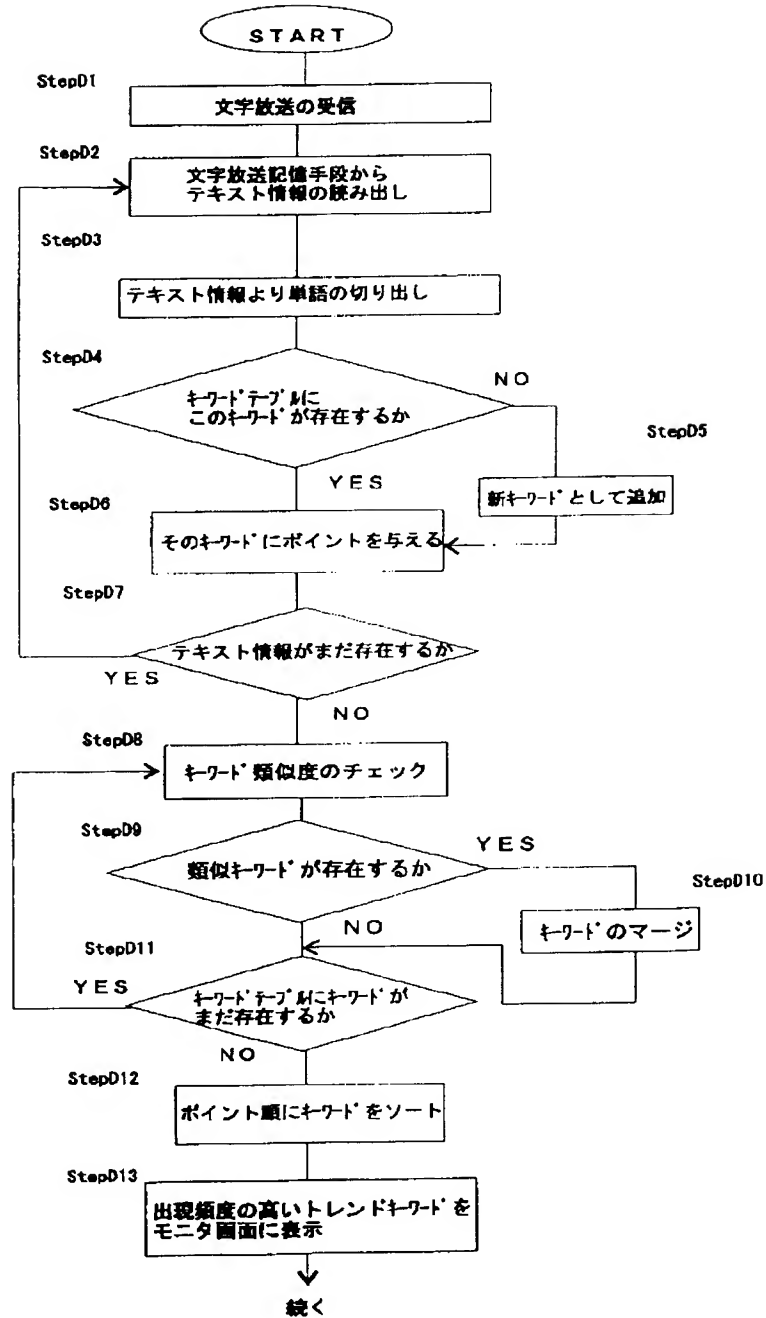 START
StepD1
文字放送の受信
StepD2
文字放送記憶手段から
テキスト情報の読み出し
StepD3
テキスト情報より単語の切り出し
StepD4
ｷｰﾜｰﾄﾞﾃｰﾌﾞﾙに
このｷｰﾜｰﾄﾞが存在するか
NO
YES
StepD5
新ｷｰﾜｰﾄﾞとして追加
StepD6
そのｷｰﾜｰﾄﾞにポイントを与える
StepD7
テキスト情報がまだ存在するか
YES
NO
StepD8
ｷｰﾜｰﾄﾞ類似度のチェック
StepD9
類似ｷｰﾜｰﾄﾞが存在するか
YES
NO
StepD10
ｷｰﾜｰﾄﾞのマージ
StepD11
ｷｰﾜｰﾄﾞﾃｰﾌﾞﾙにｷｰﾜｰﾄﾞが
まだ存在するか
YES
NO
StepD12
ポイント順にｷｰﾜｰﾄﾞをソート
StepD13
出現頻度の高いトレンドｷｰﾜｰﾄﾞを
モニタ画面に表示
続く